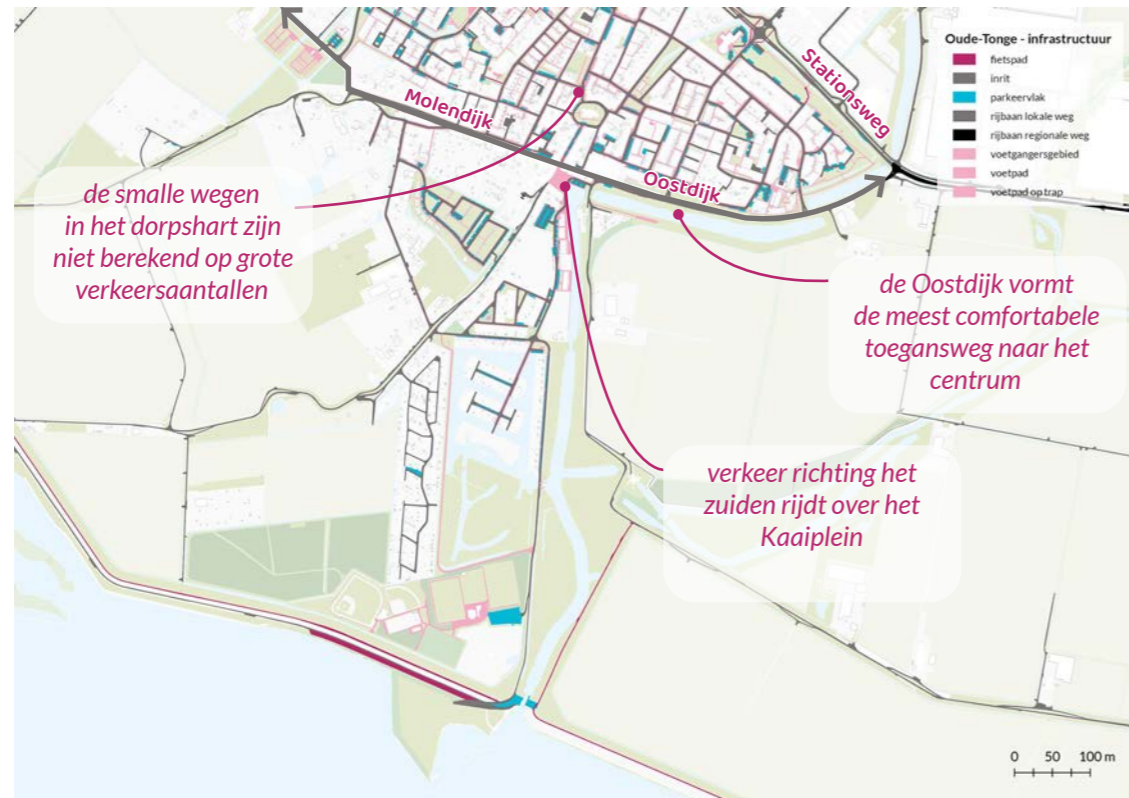 Oude-Tonge - infrastructuur
fietspad
inrit
parkeervlak
rijbaan lokale weg
rijbaan regionale weg
voetgangersgebied
voetpad
voetpad op trap
Stationsweg
Molendijk
Oostdijk
de smalle wegen
in het dorpshart zijn
niet berekend op grote
verkeersaantallen
de Oostdijk vormt
de meest comfortabele
toegansweg naar het
centrum
verkeer richting het
zuiden rijdt over het
Kaaiplein
0 50 100 m